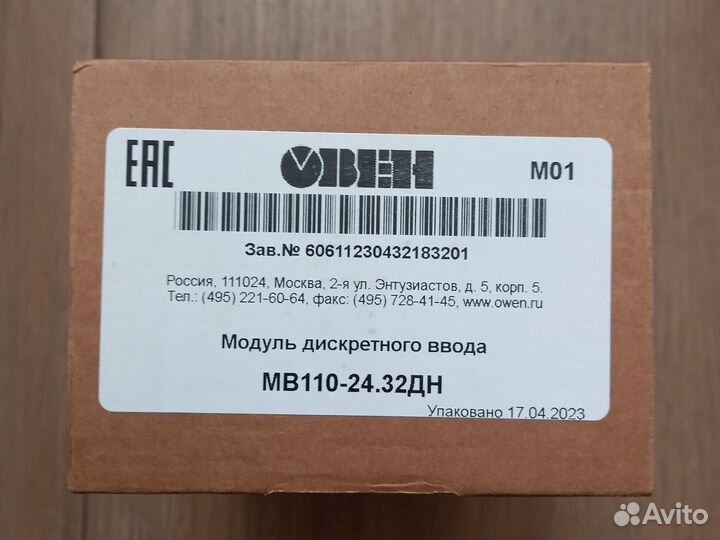 EAC ОВЕН М01
Зав.№ 60611230432183201
Россия, 111024, Москва, 2-я ул. Энтузиастов, д. 5, корп. 5.
Тел.: (495) 221-60-64, факс: (495) 728-41-45, www.owen.ru
Модуль дискретного ввода
МВ110-24.32ДН
Упаковано 17.04.2023
Avito